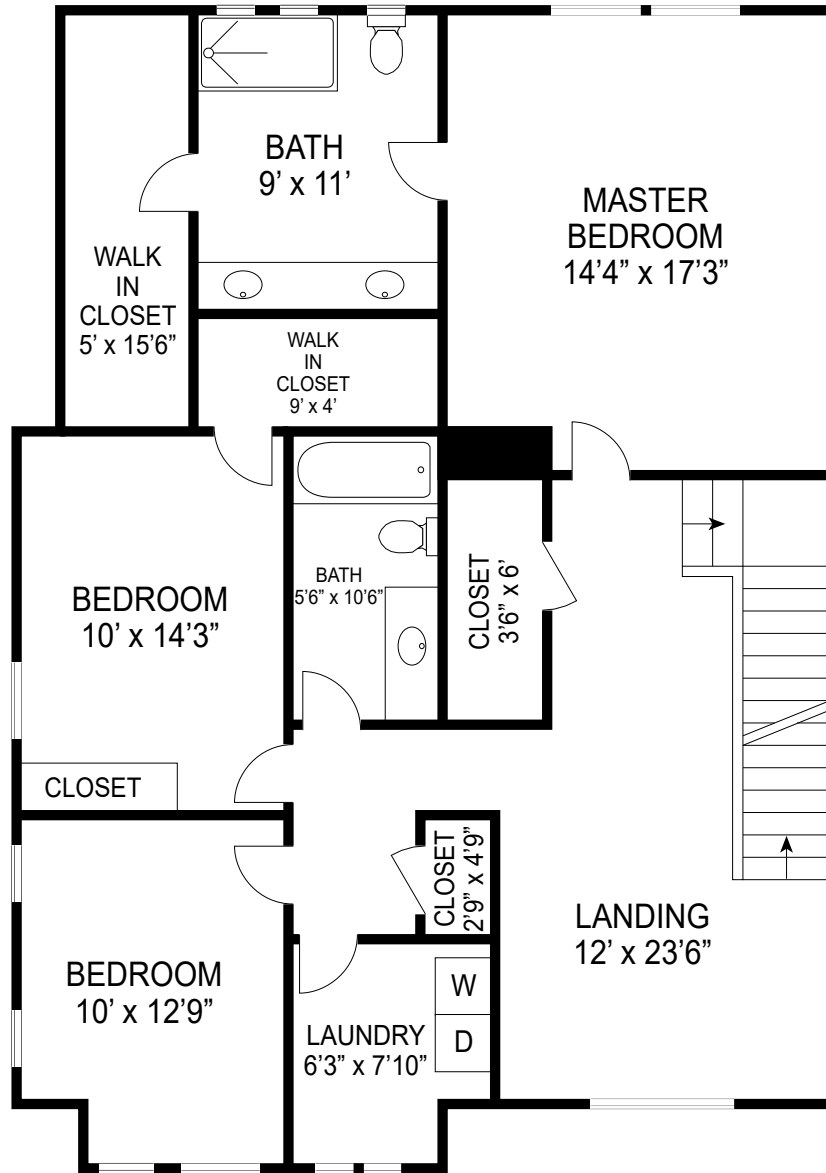 BATH
9’ x 11’
MASTER
BEDROOM
14’4” x 17’3”
WALK
IN
CLOSET
5’ x 15’6”
WALK
IN
CLOSET
9’ x 4’
BEDROOM
10’ x 14’3”
CLOSET
BATH
5’6” x 10’6”
CLOSET
3’6” x 6’
CLOSET
2’9” x 4’9”
LANDING
12’ x 23’6”
BEDROOM
10’ x 12’9”
LAUNDRY
6’3” x 7’10”
W
D